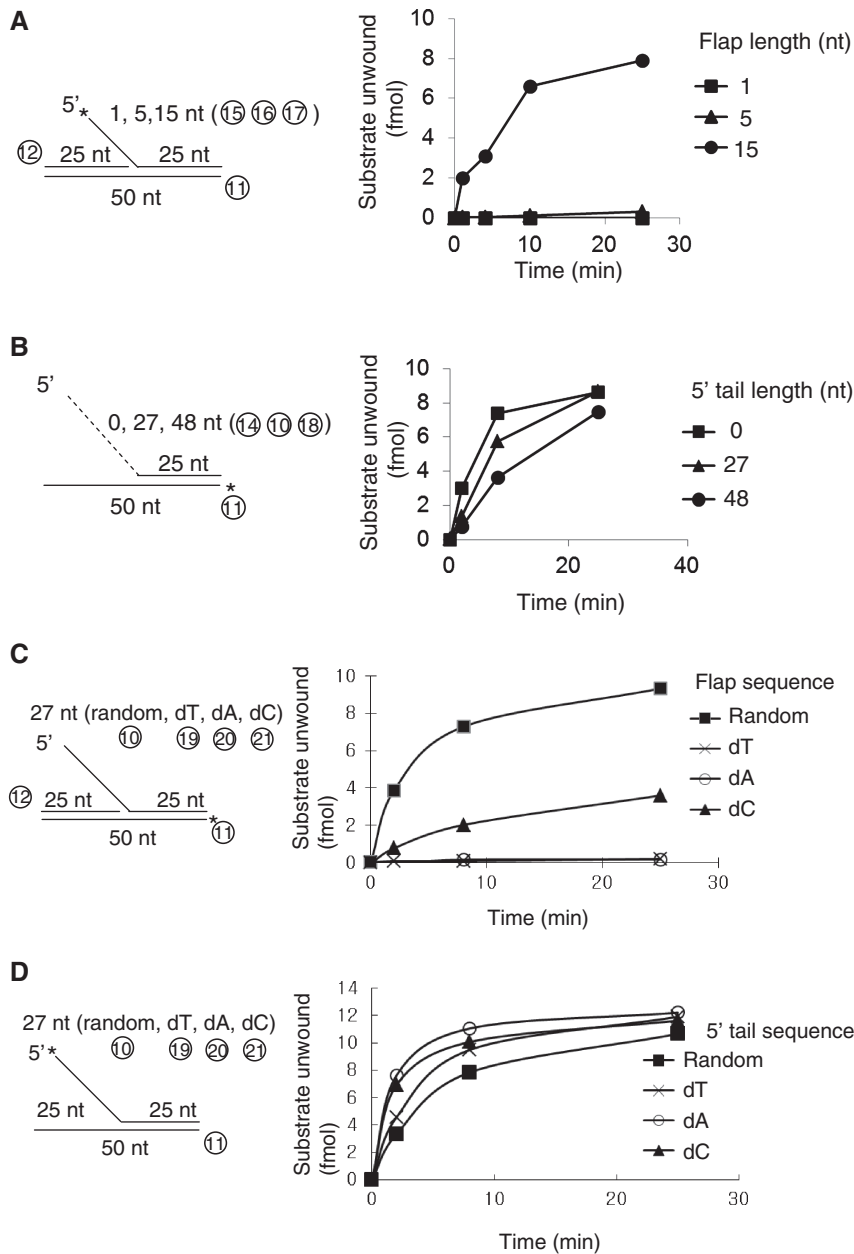 A
5'*
1, 5,15 nt (⑮ ⑯ ⑰)
⑫
25 nt
25 nt
50 nt
⑪
Substrate unwound
(fmol)
10
8
6
4
2
0
0
10
20
30
Time (min)
Flap length (nt)
1
5
15
B
5'
0, 27, 48 nt (⑭ ⑩ ⑱)
25 nt
50 nt
*
⑪
Substrate unwound
(fmol)
10
8
6
4
2
0
0
20
40
Time (min)
5' tail length (nt)
0
27
48
C
27 nt (random, dT, dA, dC)
5'
⑩ ⑲ ⑳ ㉑
⑫
25 nt
25 nt
50 nt
*
⑪
Substrate unwound
(fmol)
10
8
6
4
2
0
0
10
20
30
Time (min)
Flap sequence
Random
dT
dA
dC
D
27 nt (random, dT, dA, dC)
5'*
⑩ ⑲ ⑳ ㉑
25 nt
25 nt
50 nt
⑪
Substrate unwound
(fmol)
14
12
10
8
6
4
2
0
0
10
20
30
Time (min)
5' tail sequence
Random
dT
dA
dC